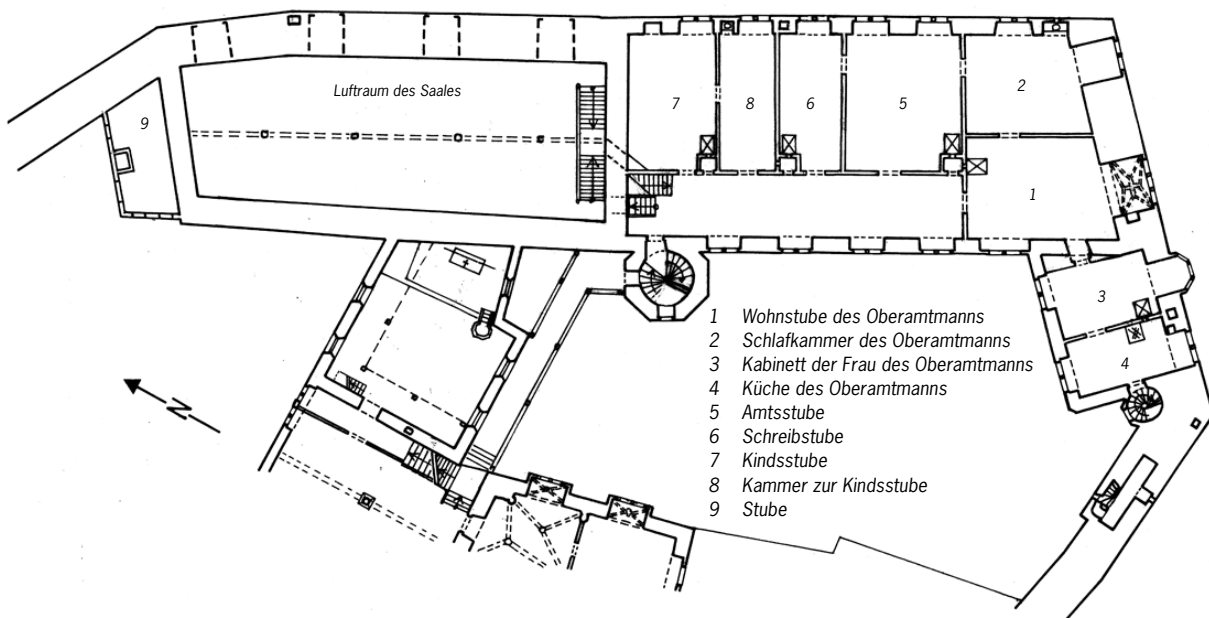 Luftraum des Saales
9
7
8
6
5
2
1
3
4
N
1 Wohnstube des Oberamtmanns
2 Schlafkammer des Oberamtmanns
3 Kabinett der Frau des Oberamtmanns
4 Küche des Oberamtmanns
5 Amtsstube
6 Schreibstube
7 Kindsstube
8 Kammer zur Kindsstube
9 Stube